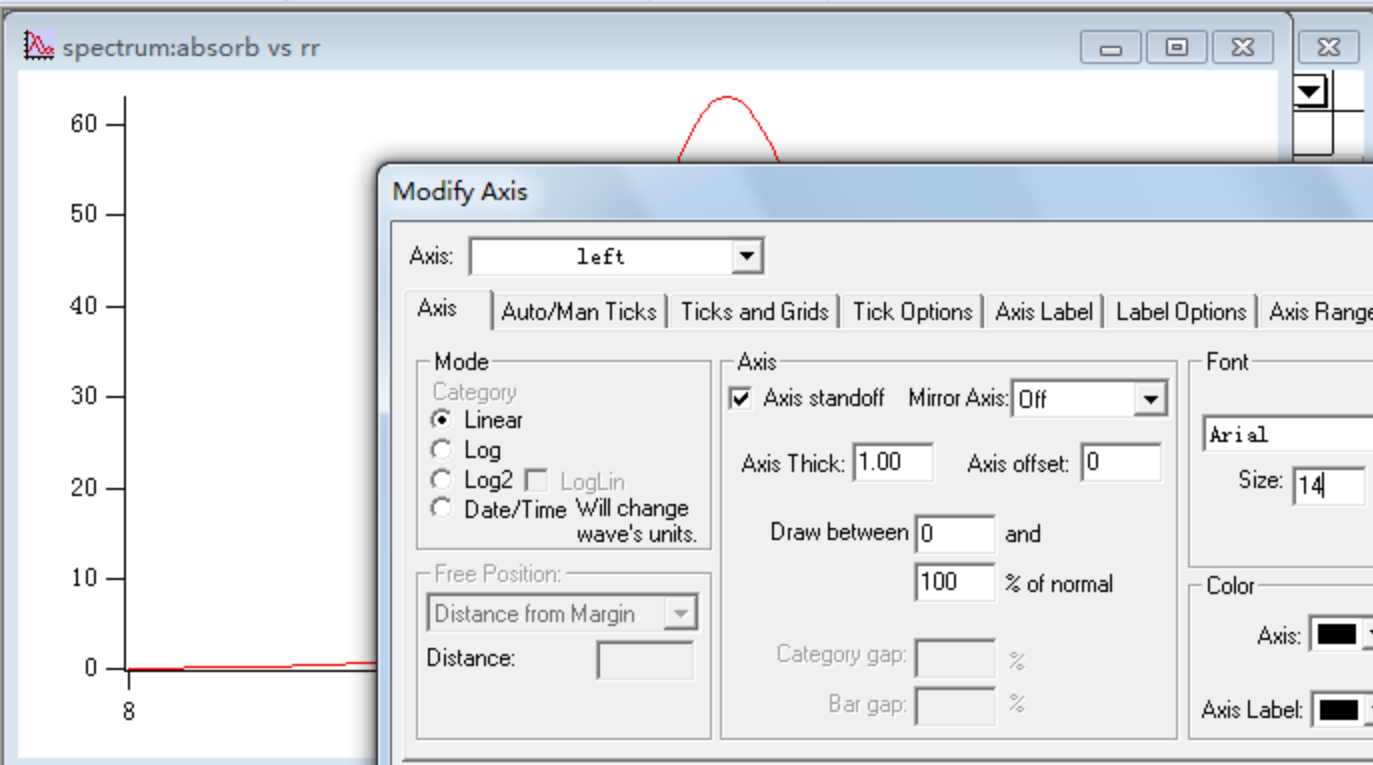 spectrum:absorb vs rr
60
50
40
30
20
10
0
8
Modify Axis
Axis: left
Axis Auto/Man Ticks Ticks and Grids Tick Options Axis Label Label Options Axis Range
Mode
Category
Linear
Log
Log2 LogLin
Date/Time Will change
wave's units.
Free Position:
Distance from Margin
Distance:
Axis
Axis standoff Mirror Axis: Off
Axis Thick: 1.00 Axis offset: 0
Draw between 0 and
100 % of normal
Category gap: %
Bar gap: %
Font
Arial
Size: 14
Color
Axis:
Axis Label: